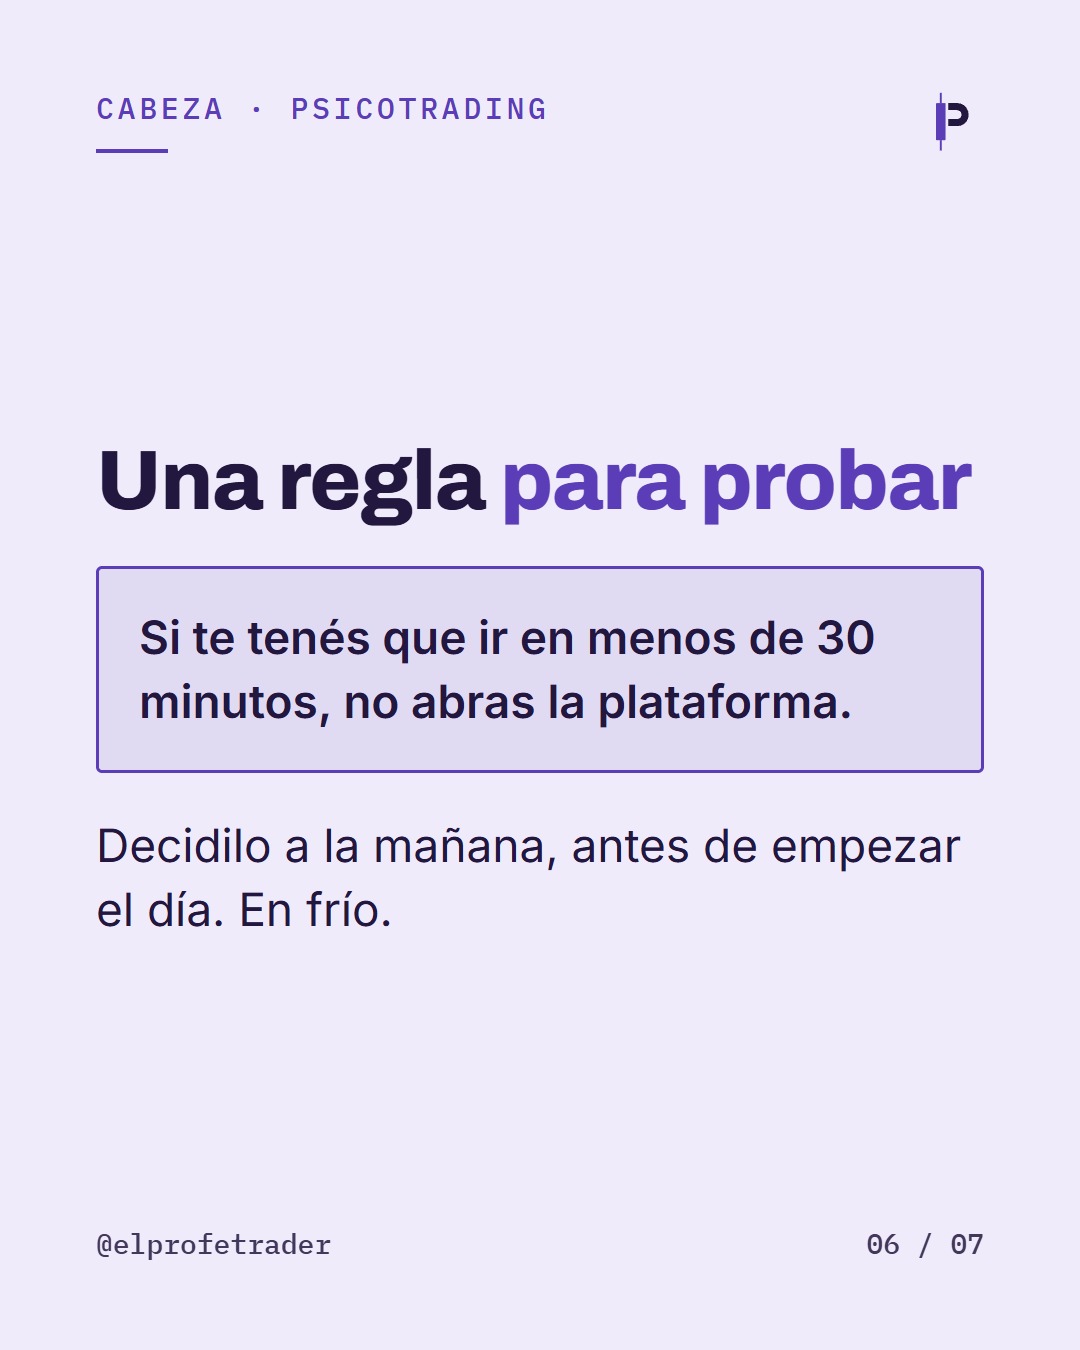 CABEZA · PSICOTRADING
P
Una regla para probar
Si te tenés que ir en menos de 30
minutos, no abras la plataforma.
Decidilo a la mañana, antes de empezar
el día. En frío.
@elprofetrader
06 / 07